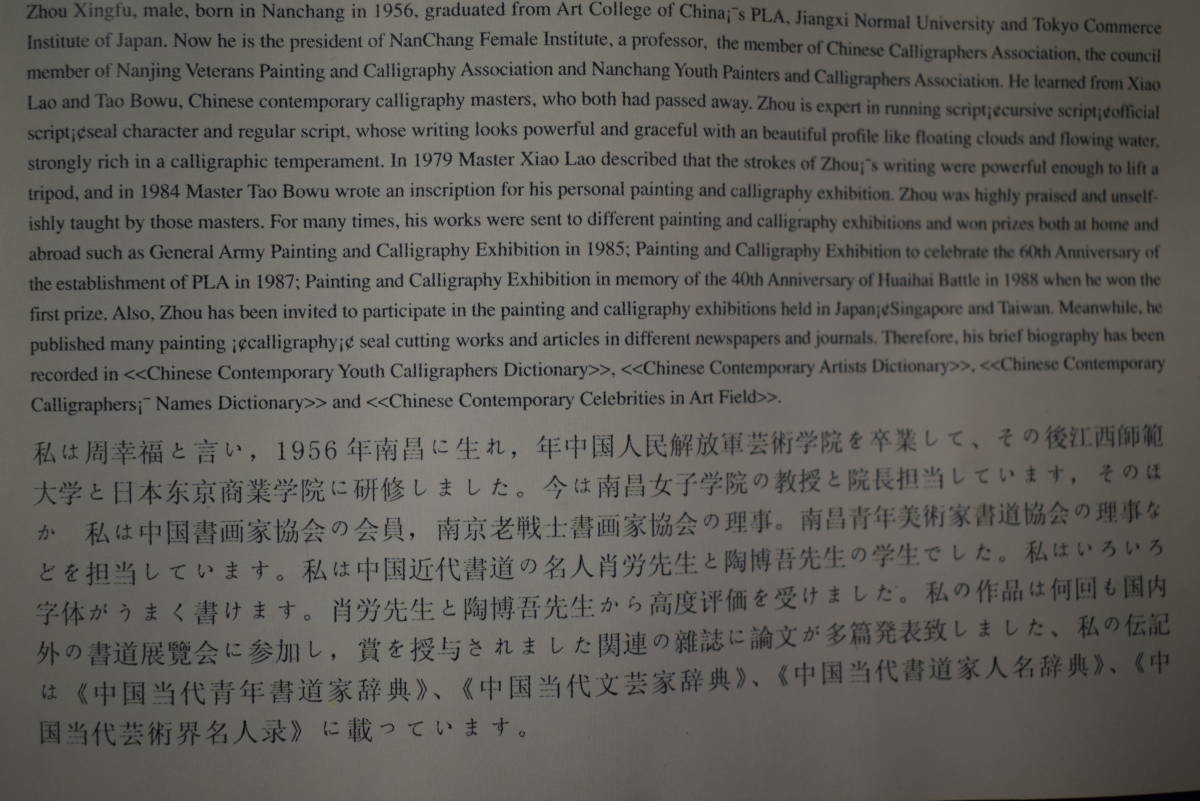 Zhou Xingfu, male, born in Nanchang in 1956, graduated from Art College of China¡¯s PLA, Jiangxi Normal University and Tokyo Commerce
Institute of Japan. Now he is the president of NanChang Female Institute, a professor, the member of Chinese Calligraphers Association, the council
member of Nanjing Veterans Painting and Calligraphy Association and Nanchang Youth Painters and Calligraphers Association. He learned from Xiao
Lao and Tao Bowu, Chinese contemporary calligraphy masters, who both had passed away. Zhou is expert in running script¡¢cursive script¡¢official
script¡¢seal character and regular script, whose writing looks powerful and graceful with an beautiful profile like floating clouds and flowing water,
strongly rich in a calligraphic temperament. In 1979 Master Xiao Lao described that the strokes of Zhou¡¯s writing were powerful enough to lift a
tripod, and in 1984 Master Tao Bowu wrote an inscription for his personal painting and calligraphy exhibition. Zhou was highly praised and unself-
ishly taught by those masters. For many times, his works were sent to different painting and calligraphy exhibitions and won prizes both at home and
abroad such as General Army Painting and Calligraphy Exhibition in 1985; Painting and Calligraphy Exhibition to celebrate the 60th Anniversary of
the establishment of PLA in 1987; Painting and Calligraphy Exhibition in memory of the 40th Anniversary of Huaihai Battle in 1988 when he won the
first prize. Also, Zhou has been invited to participate in the painting and calligraphy exhibitions held in Japan¡¢Singapore and Taiwan. Meanwhile, he
published many painting ¡¢calligraphy¡¢ seal cutting works and articles in different newspapers and journals. Therefore, his brief biography has been
recorded in <<Chinese Contemporary Youth Calligraphers Dictionary>>, <<Chinese Contemporary Artists Dictionary>>, <<Chinese Contemporary
Calligraphers¡¯ Names Dictionary>> and <<Chinese Contemporary Celebrities in Art Field>>.
私は周幸福と言い，1956 年南昌に生れ，年中国人民解放軍芸術学院を卒業して、その後江西師範
大学と日本东京商業学院に研修しました。今は南昌女子学院の教授と院長担当しています，そのほ
か　私は中国書画家協会の会員，南京老戦士書画家協会の理事。南昌青年美術家書道協会の理事な
どを担当しています。私は中国近代書道の名人肖労先生と陶博吾先生の学生でした。私はいろいろ
字体がうまく書けます。肖労先生と陶博吾先生から高度评価を受けました。私の作品は何回も国内
外の書道展覽会に参加し，賞を授与されました関連の雜誌に論文が多篇発表致しました、私の伝記
は《中国当代青年書道家辞典》、《中国当代文芸家辞典》、《中国当代書道家人名辞典》、《中
国当代芸術界名人录》に載っています。